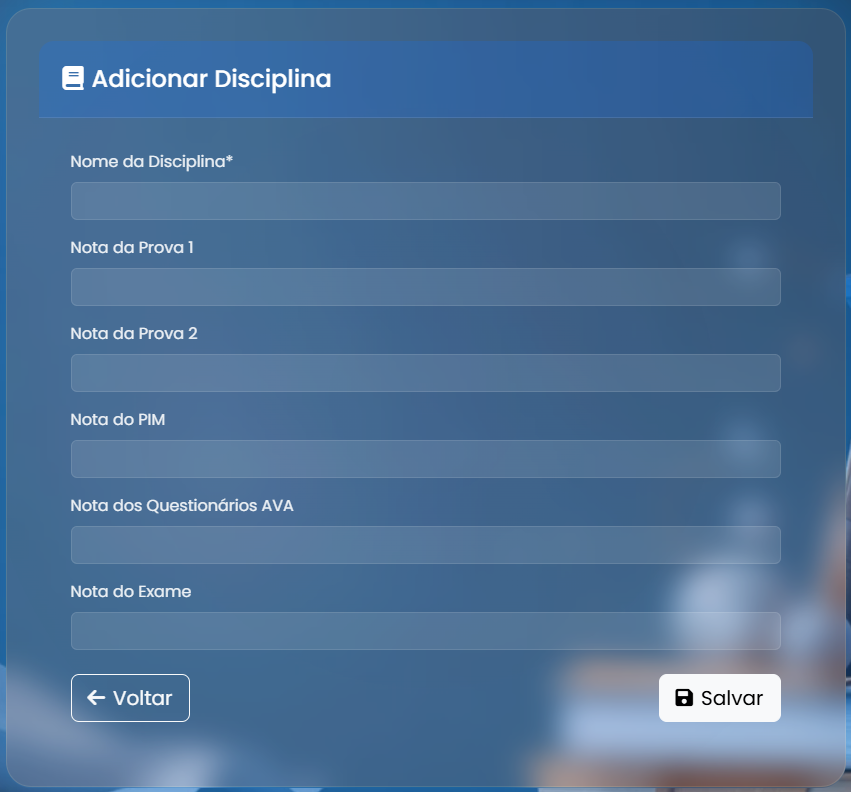 Adicionar Disciplina
Nome da Disciplina*
Nota da Prova 1
Nota da Prova 2
Nota do PIM
Nota dos Questionários AVA
Nota do Exame
Voltar
Salvar